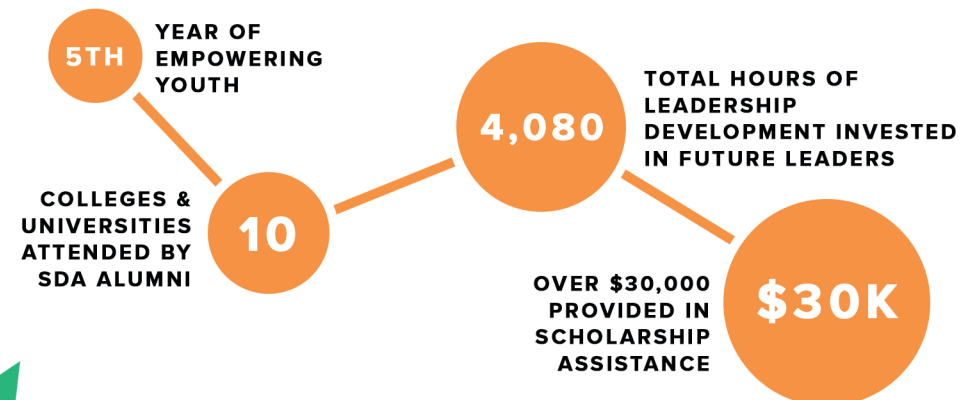 5TH
YEAR OF
EMPOWERING
YOUTH
COLLEGES &
UNIVERSITIES
ATTENDED BY
SDA ALUMNI
10
4,080
TOTAL HOURS OF
LEADERSHIP
DEVELOPMENT INVESTED
IN FUTURE LEADERS
OVER $30,000
PROVIDED IN
SCHOLARSHIP
ASSISTANCE
$30K